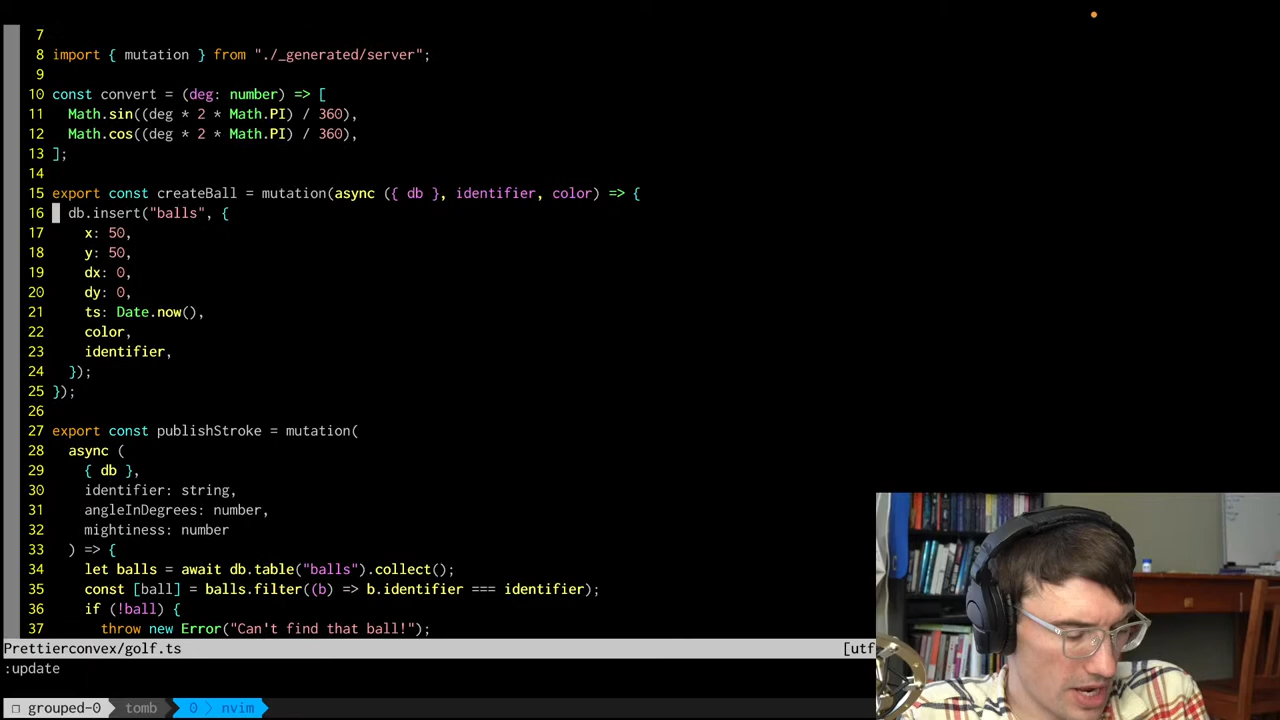 7
8 import { mutation } from "./_generated/server";
9
10 const convert = (deg: number) => [
11   Math.sin((deg * 2 * Math.PI) / 360),
12   Math.cos((deg * 2 * Math.PI) / 360),
13 ];
14
15 export const createBall = mutation(async ({ db }, identifier, color) => {
16   db.insert("balls", {
17     x: 50,
18     y: 50,
19     dx: 0,
20     dy: 0,
21     ts: Date.now(),
22     color,
23     identifier,
24   });
25 });
26
27 export const publishStroke = mutation(
28   async (
29     { db },
30     identifier: string,
31     angleInDegrees: number,
32     mightiness: number
33   ) => {
34     let balls = await db.table("balls").collect();
35     const [ball] = balls.filter((b) => b.identifier === identifier);
36     if (!ball) {
37       throw new Error("Can't find that ball!");
Prettierconvex/golf.ts [utf
:update
grouped-0 tomb 0 nvim